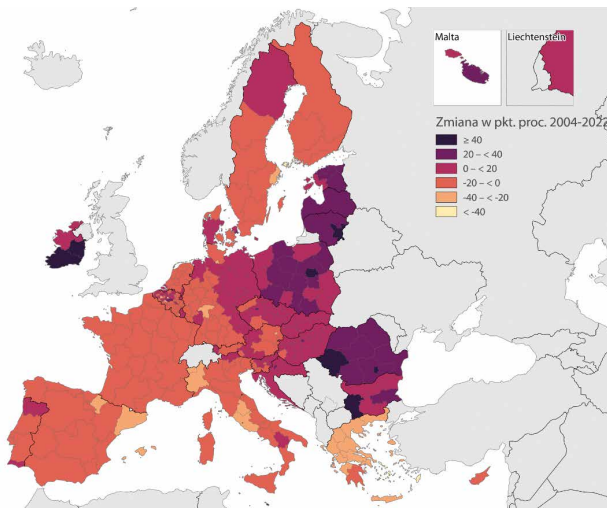 Malta
Liechtenstein
Zmiana w pkt. proc. 2004-2022
≥ 40
20 – < 40
0 – < 20
-20 – < 0
-40 – < -20
< -40